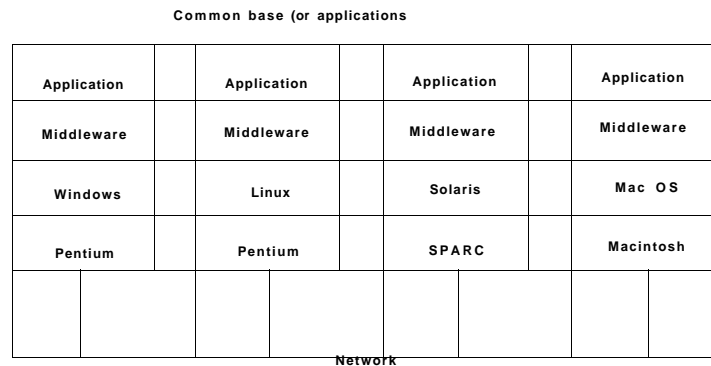 Common base (or applications
Application Application Application Application
Middleware Middleware Middleware Middleware
Windows Linux Solaris Mac OS
Pentium Pentium SPARC Macintosh
Network